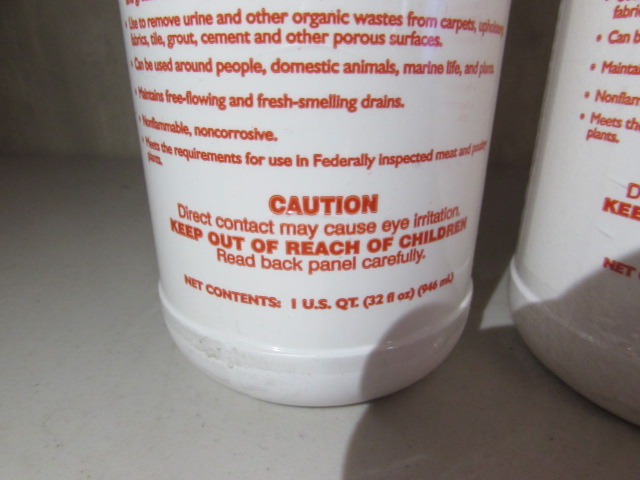 • Use to remove urine and other organic wastes from carpets, upholstery,
fabrics, tile, grout, cement and other porous surfaces.
• Can be used around people, domestic animals, marine life, and plants.
• Maintains free-flowing and fresh-smelling drains.
• Nonflammable, noncorrosive.
• Meets the requirements for use in Federally inspected meat and poultry
plants.
CAUTION
Direct contact may cause eye irritation.
KEEP OUT OF REACH OF CHILDREN
Read back panel carefully.
NET CONTENTS: 1 U.S. QT. (32 fl oz) (946 mL)
fabric
• Can b
• Maintai
• Nonflam
• Meets the
plants.
D
KEE
NET